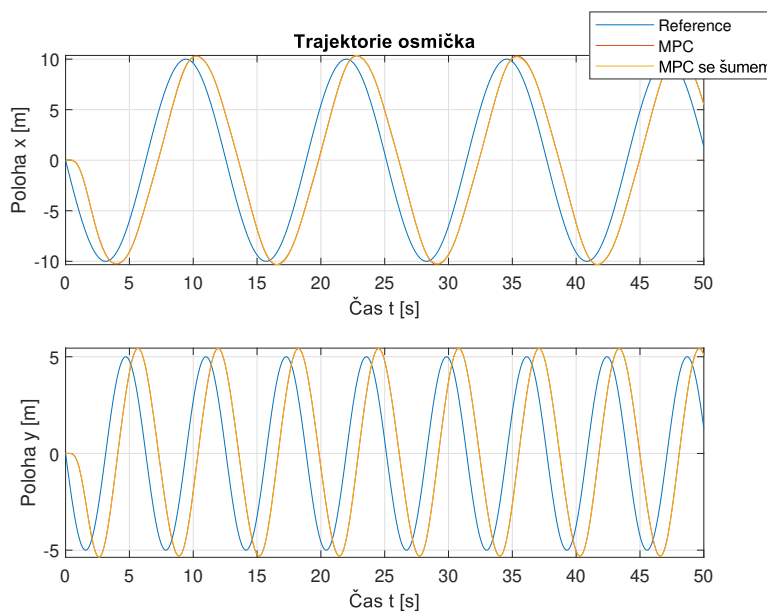 Trajektorie osmička
Reference
MPC
MPC se šumem
10
5
0
-5
-10
Poloha x [m]
0 5 10 15 20 25 30 35 40 45 50
Čas t [s]
5
0
-5
Poloha y [m]
0 5 10 15 20 25 30 35 40 45 50
Čas t [s]